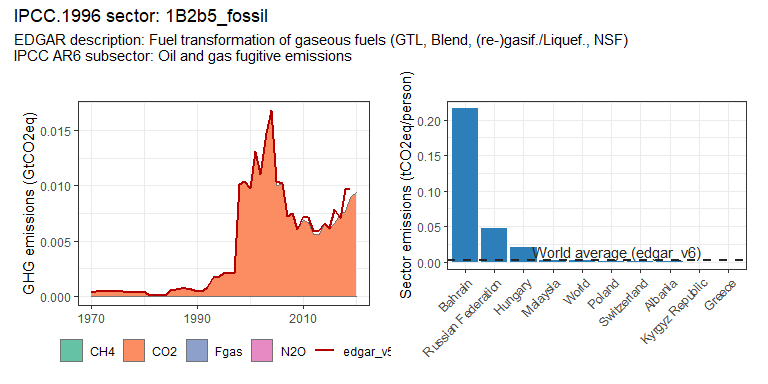 IPCC.1996 sector: 1B2b5_fossil
EDGAR description: Fuel transformation of gaseous fuels (GTL, Blend, (re-)gasif./Liquef., NSF)
IPCC AR6 subsector: Oil and gas fugitive emissions
GHG emissions (GtCO2eq)
0.015
0.010
0.005
0.000
1970
1990
2010
CH4
CO2
Fgas
N2O
edgar_v5
Sector emissions (tCO2eq/person)
0.20
0.15
0.10
0.05
0.00
World average (edgar_v6)
Bahrain
Russian Federation
Hungary
Malaysia
World
Poland
Switzerland
Albania
Kyrgyz Republic
Greece